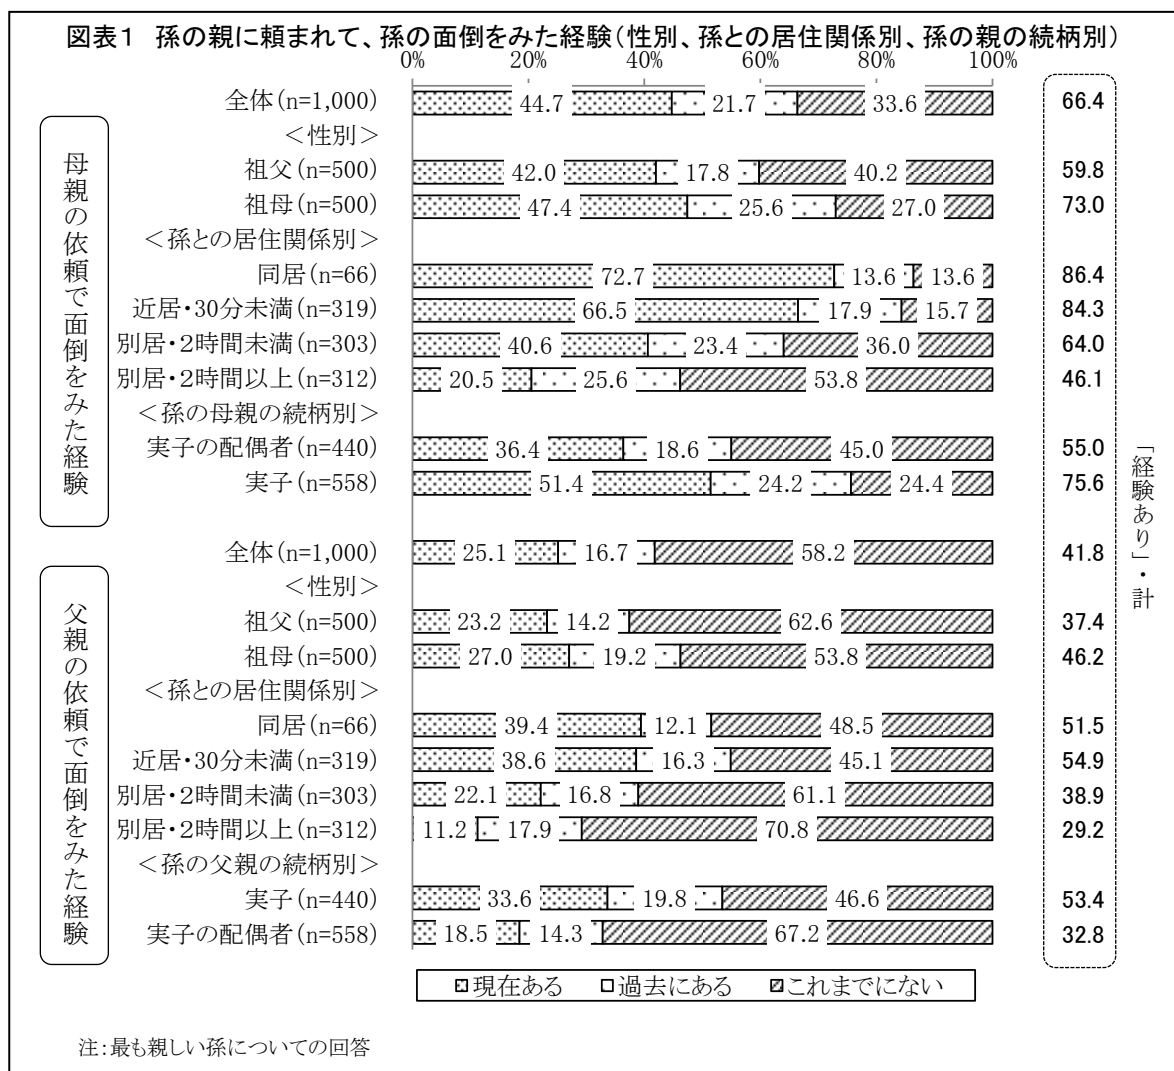 図表1 孫の親に頼まれて、孫の面倒をみた経験(性別、孫との居住関係別、孫の親の続柄別)
0% 20% 40% 60% 80% 100%
母親の依頼で面倒をみた経験
全体(n=1,000) 44.7 21.7 33.6 66.4
<性別>
祖父(n=500) 42.0 17.8 40.2 59.8
祖母(n=500) 47.4 25.6 27.0 73.0
<孫との居住関係別>
同居(n=66) 72.7 13.6 13.6 86.4
近居・30分未満(n=319) 66.5 17.9 15.7 84.3
別居・2時間未満(n=303) 40.6 23.4 36.0 64.0
別居・2時間以上(n=312) 20.5 25.6 53.8 46.1
<孫の母親の続柄別>
実子の配偶者(n=440) 36.4 18.6 45.0 55.0
実子(n=558) 51.4 24.2 24.4 75.6
父親の依頼で面倒をみた経験
全体(n=1,000) 25.1 16.7 58.2 41.8
<性別>
祖父(n=500) 23.2 14.2 62.6 37.4
祖母(n=500) 27.0 19.2 53.8 46.2
<孫との居住関係別>
同居(n=66) 39.4 12.1 48.5 51.5
近居・30分未満(n=319) 38.6 16.3 45.1 54.9
別居・2時間未満(n=303) 22.1 16.8 61.1 38.9
別居・2時間以上(n=312) 11.2 17.9 70.8 29.2
<孫の父親の続柄別>
実子(n=440) 33.6 19.8 46.6 53.4
実子の配偶者(n=558) 18.5 14.3 67.2 32.8
「経験あり」・計
現在ある 過去にある これまでにない
注:最も親しい孫についての回答